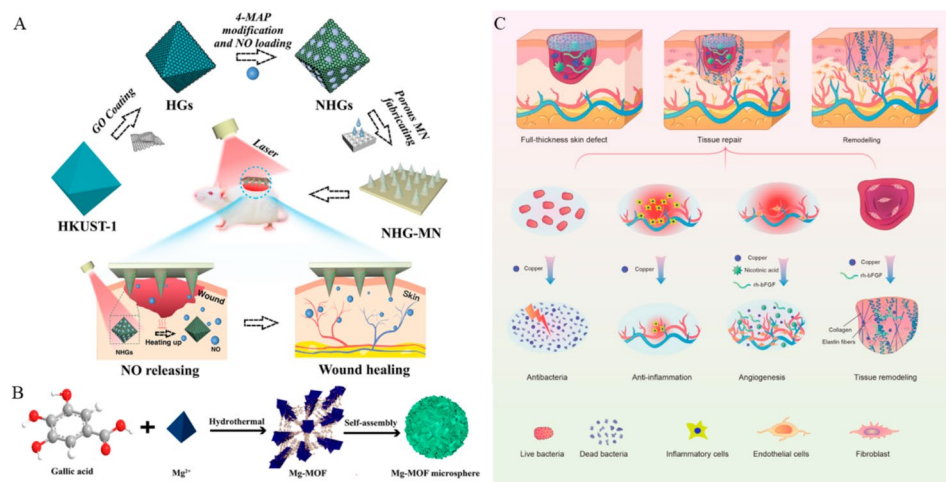 A
4-MAP
modification
and NO loading
HGs
NHGs
GO Coating
Porous MN
fabricating
Laser
HKUST-1
NHG-MN
Wound
Skin
Heating up
NHGs
NO
NO releasing
Wound healing
B
Gallic acid
+
Mg2+
Hydrothermal
Mg-MOF
Self-assembly
Mg-MOF microsphere
C
Full-thickness skin defect
Tissue repair
Remodelling
Copper
Copper
Copper
Nicotinic acid
rh-bFGF
Copper
rh-bFGF
Collagen
Elastin fibers
Antibacteria
Anti-inflammation
Angiogenesis
Tissue remodeling
Live bacteria
Dead bacteria
Inflammatory cells
Endothelial cells
Fibroblast